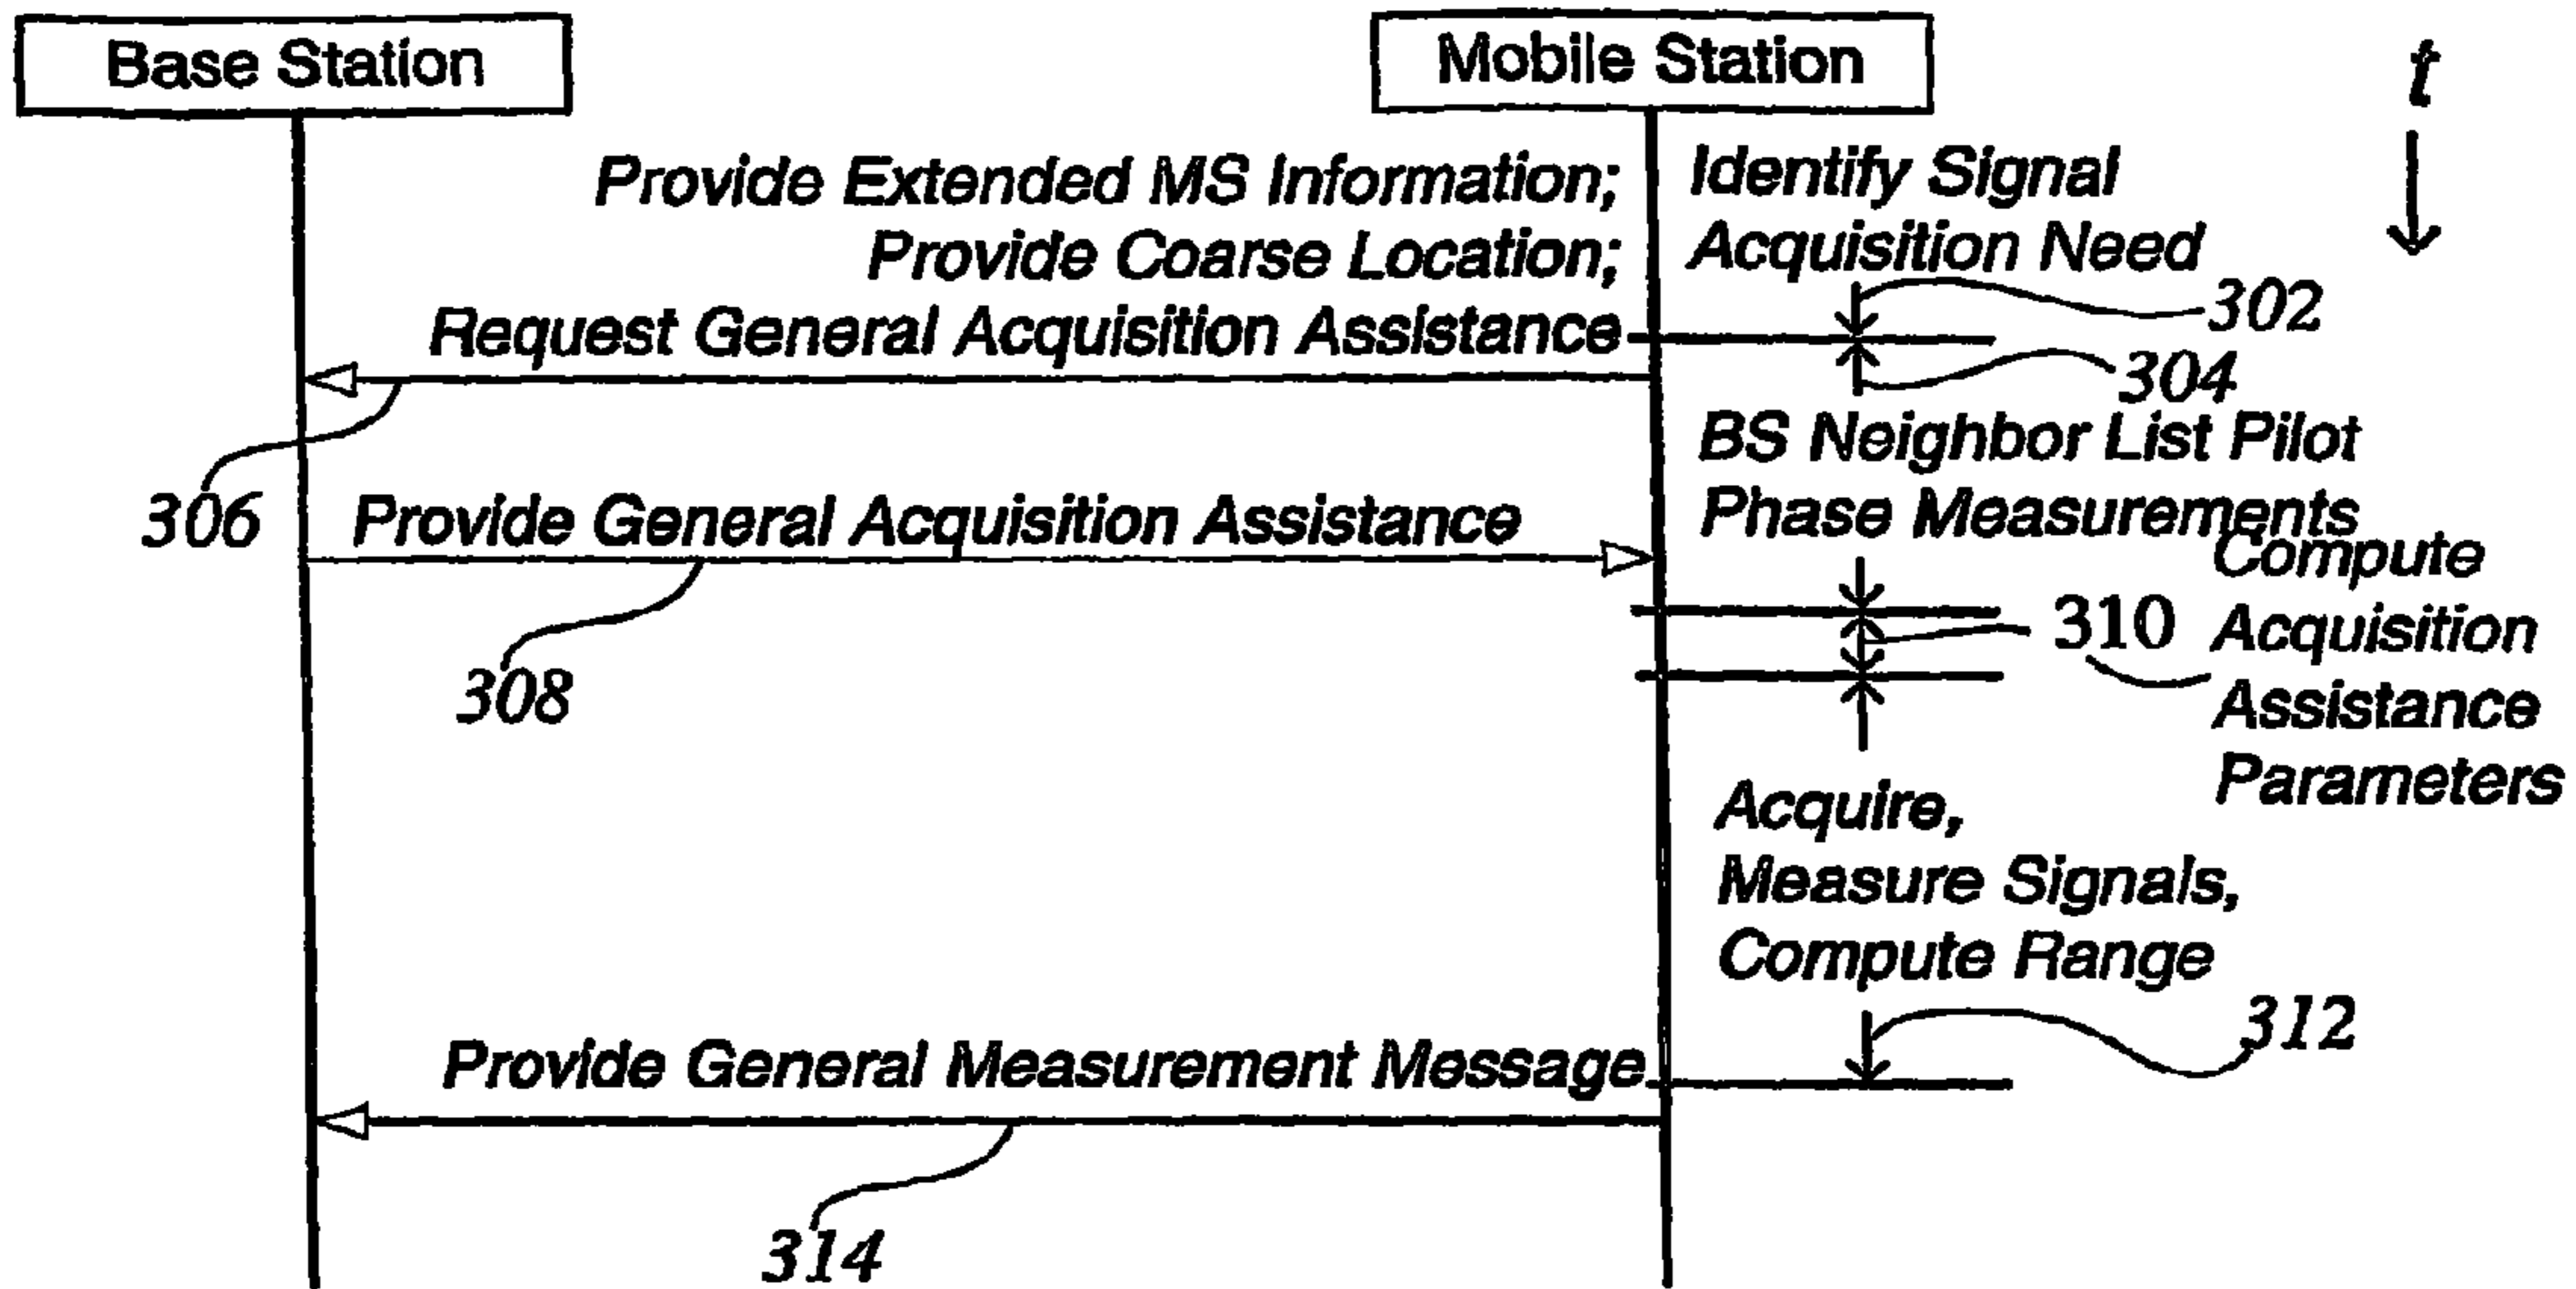 Base Station
Mobile Station
t
Provide Extended MS Information;
Provide Coarse Location;
Request General Acquisition Assistance
Identify Signal
Acquisition Need
302
304
306
BS Neighbor List Pilot
Phase Measurements
Provide General Acquisition Assistance
308
310
Compute
Acquisition
Assistance
Parameters
Acquire,
Measure Signals,
Compute Range
312
Provide General Measurement Message
314